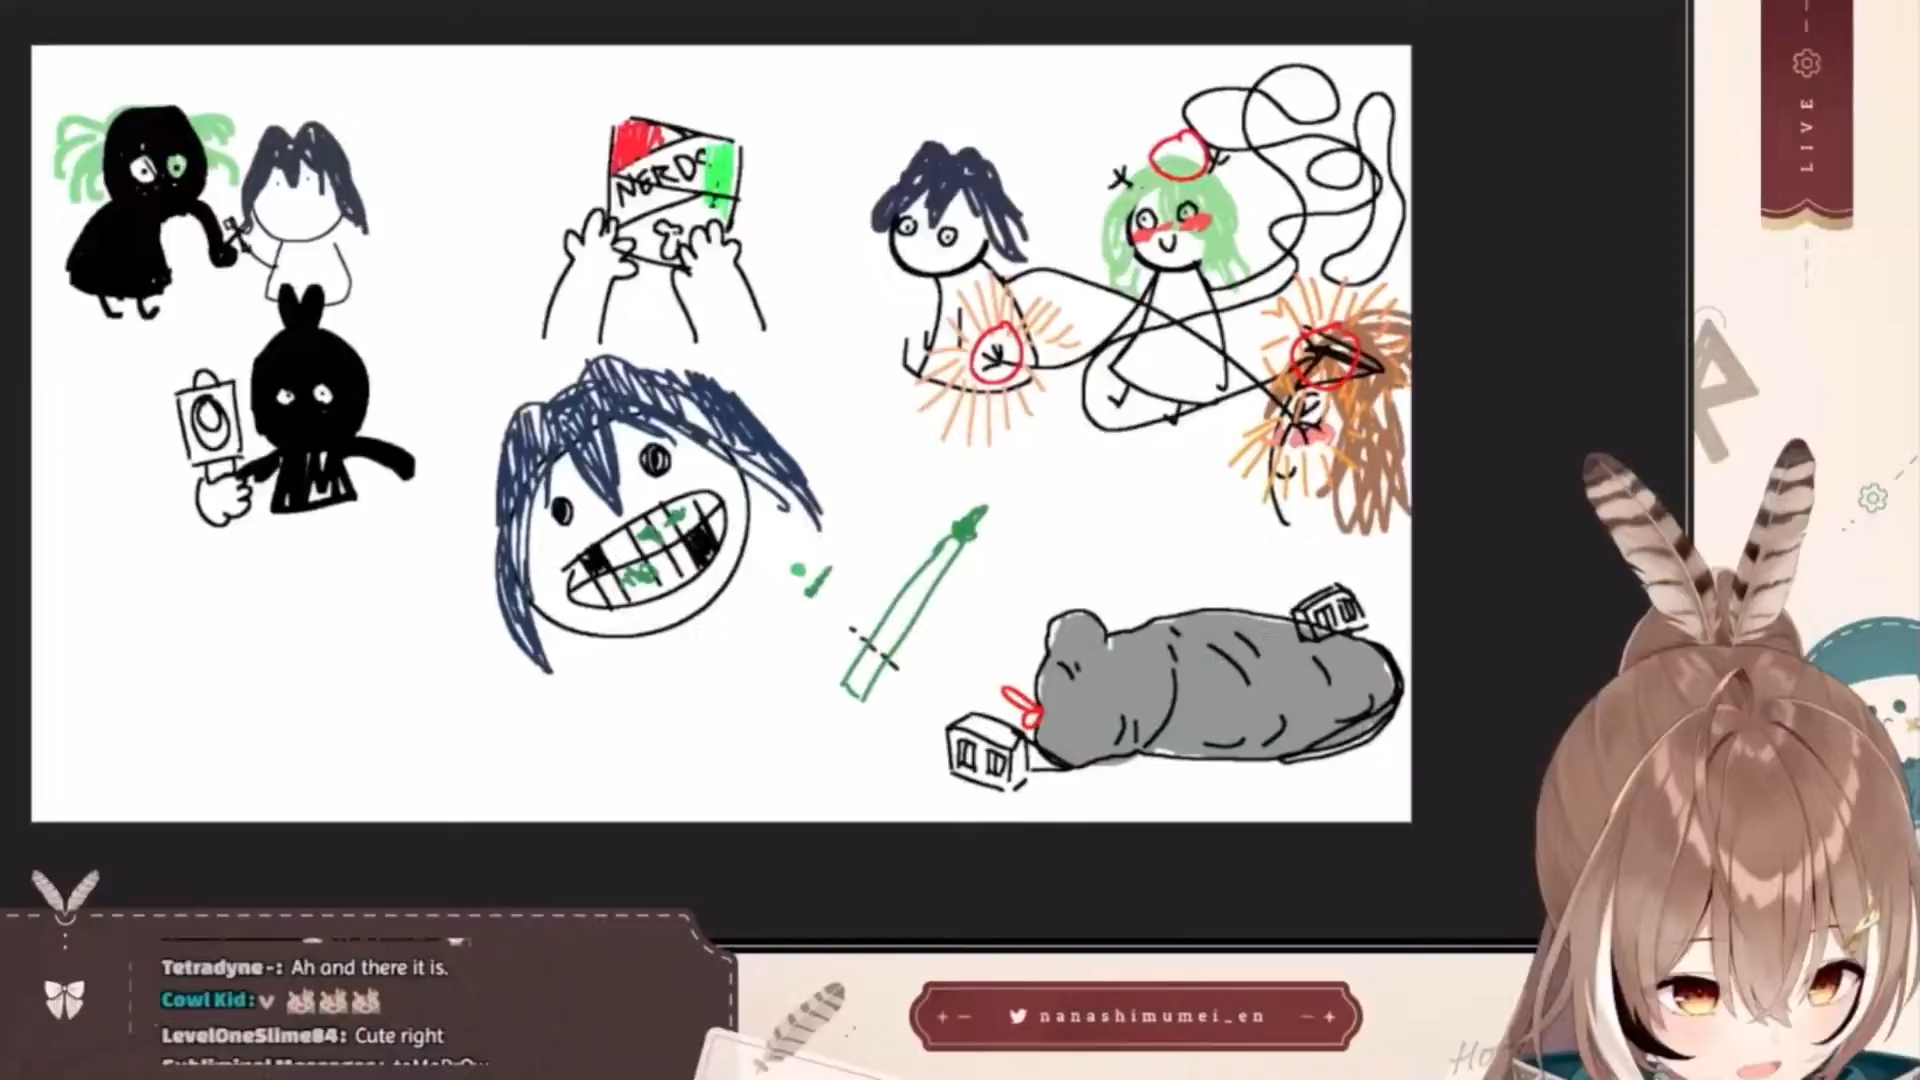 LIVE
NERDS
M
Tetradyne-: Ah and there it is.
Cowl Kid: v
LevelOneSlime84: Cute right
nanashimumei_en